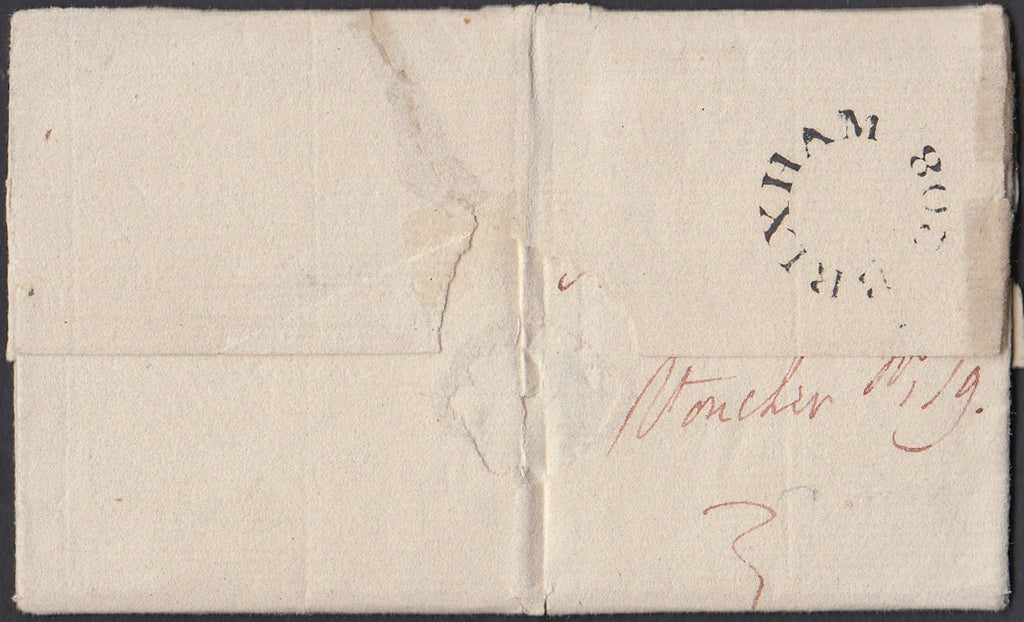 BRIXHAM 208
Voucher No, 19.
3